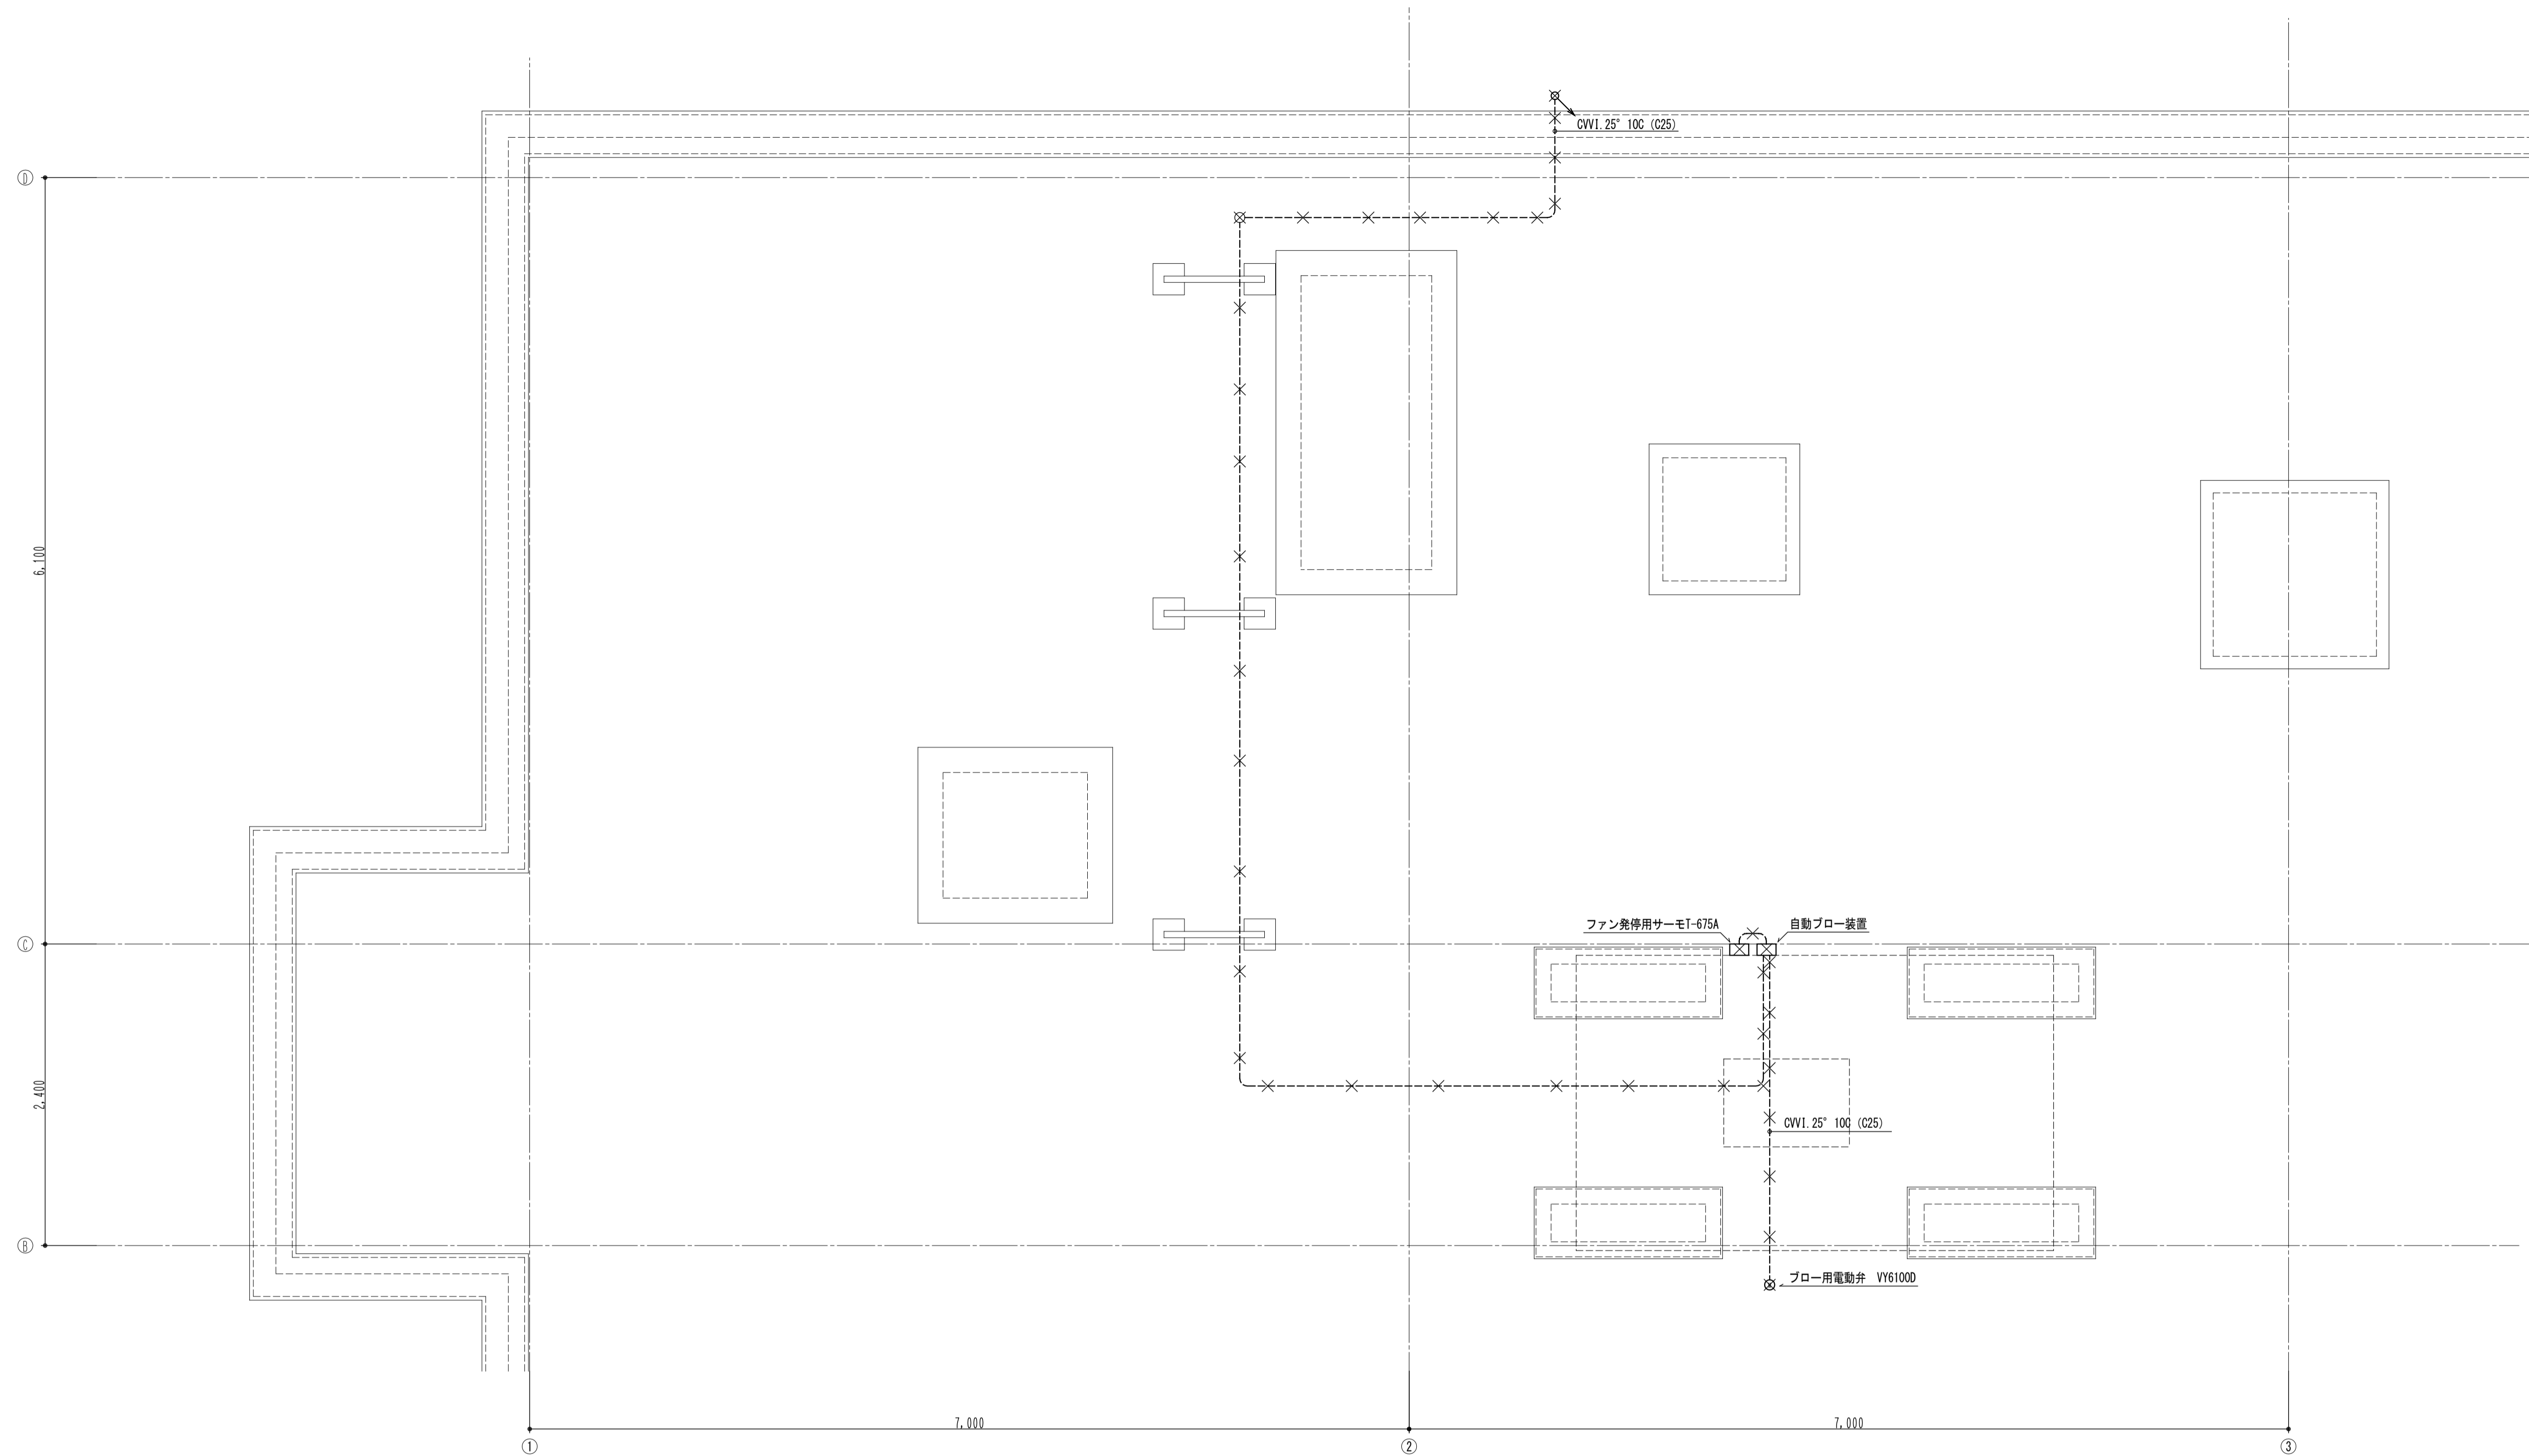 CVVI.25° 10C (C25)
D
6,100
ファン発停用サーモT-675A
自動ブロー装置
C
2,400
CVVI.25° 10C (C25)
B
ブロー用電動弁 VY6100D
7,000
7,000
1
2
3